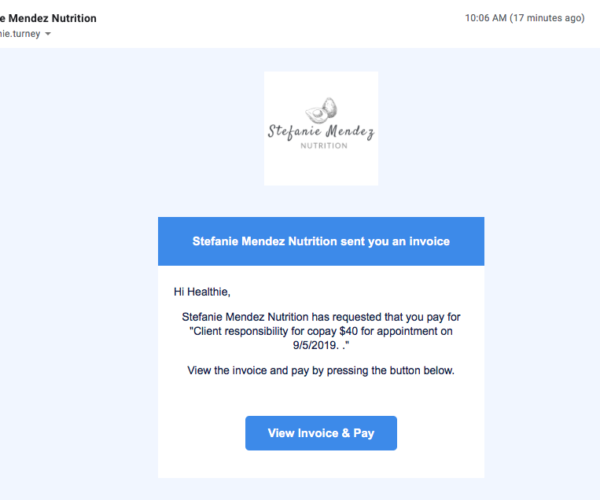 e Mendez Nutrition
10:06 AM (17 minutes ago)
nie.turney
Stefanie Mendez
NUTRITION
Stefanie Mendez Nutrition sent you an invoice
Hi Healthie,
Stefanie Mendez Nutrition has requested that you pay for
"Client responsibility for copay $40 for appointment on
9/5/2019. ."
View the invoice and pay by pressing the button below.
View Invoice & Pay